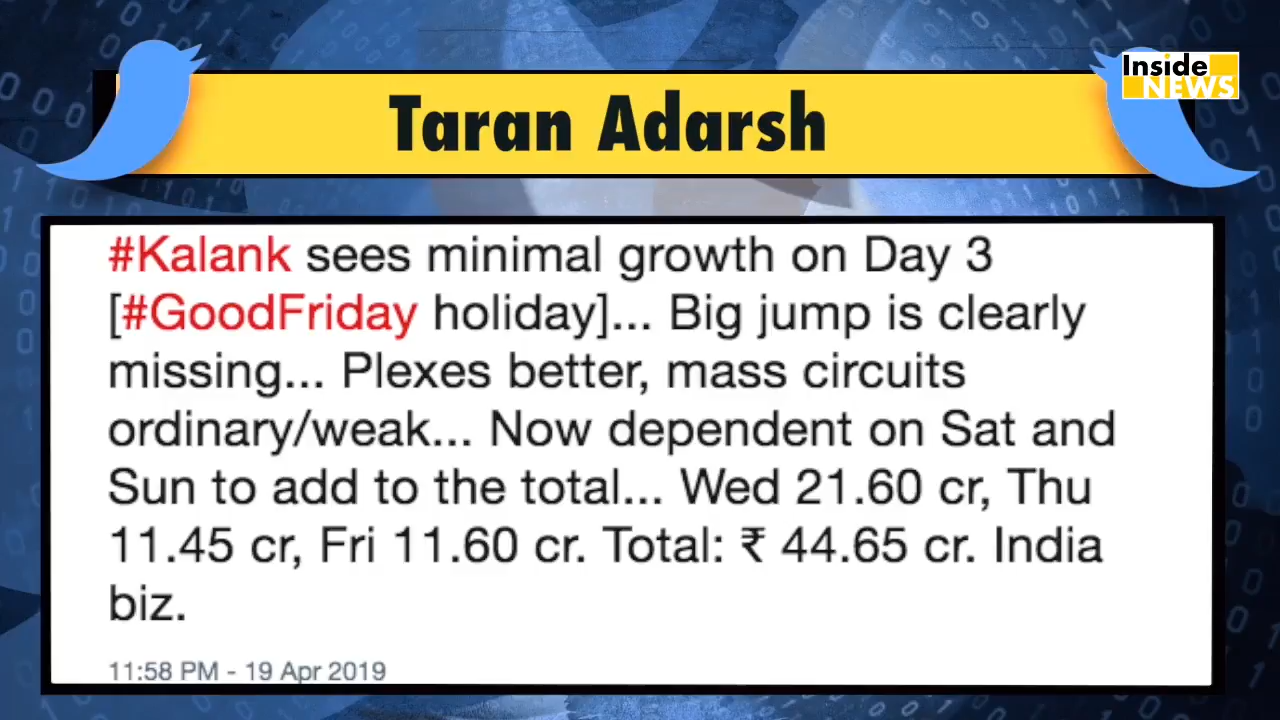 Inside
NEWS
Taran Adarsh
#Kalank sees minimal growth on Day 3
[#GoodFriday holiday]... Big jump is clearly
missing... Plexes better, mass circuits
ordinary/weak... Now dependent on Sat and
Sun to add to the total... Wed 21.60 cr, Thu
11.45 cr, Fri 11.60 cr. Total: ₹ 44.65 cr. India
biz.
11:58 PM - 19 Apr 2019